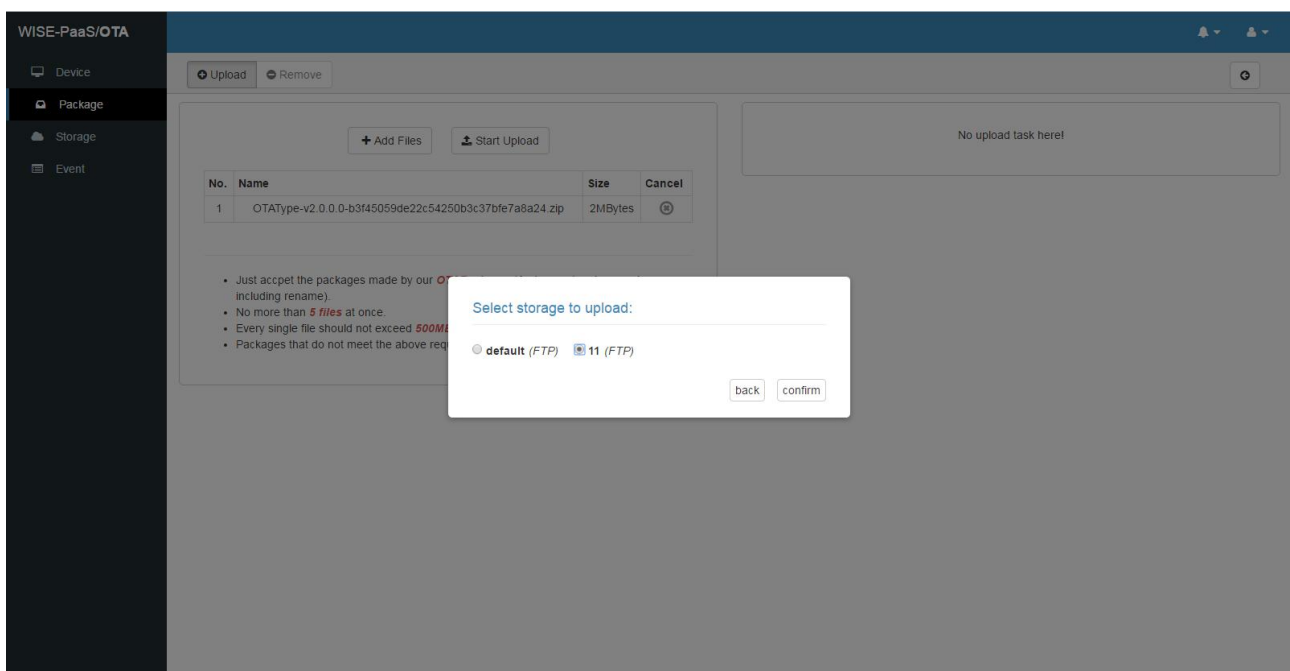 WISE-PaaS/OTA
Device
Package
Storage
Event
Upload Remove
+ Add Files Start Upload
No. Name Size Cancel
1 OTAType-v2.0.0.0-b3f45059de22c54250b3c37bfe7a8a24.zip 2MBytes
Just accpet the packages made by our
including rename).
No more than 5 files at once.
Every single file should not exceed
Packages that do not meet the above
No upload task here!
Select storage to upload:
default (FTP) 11 (FTP)
back confirm